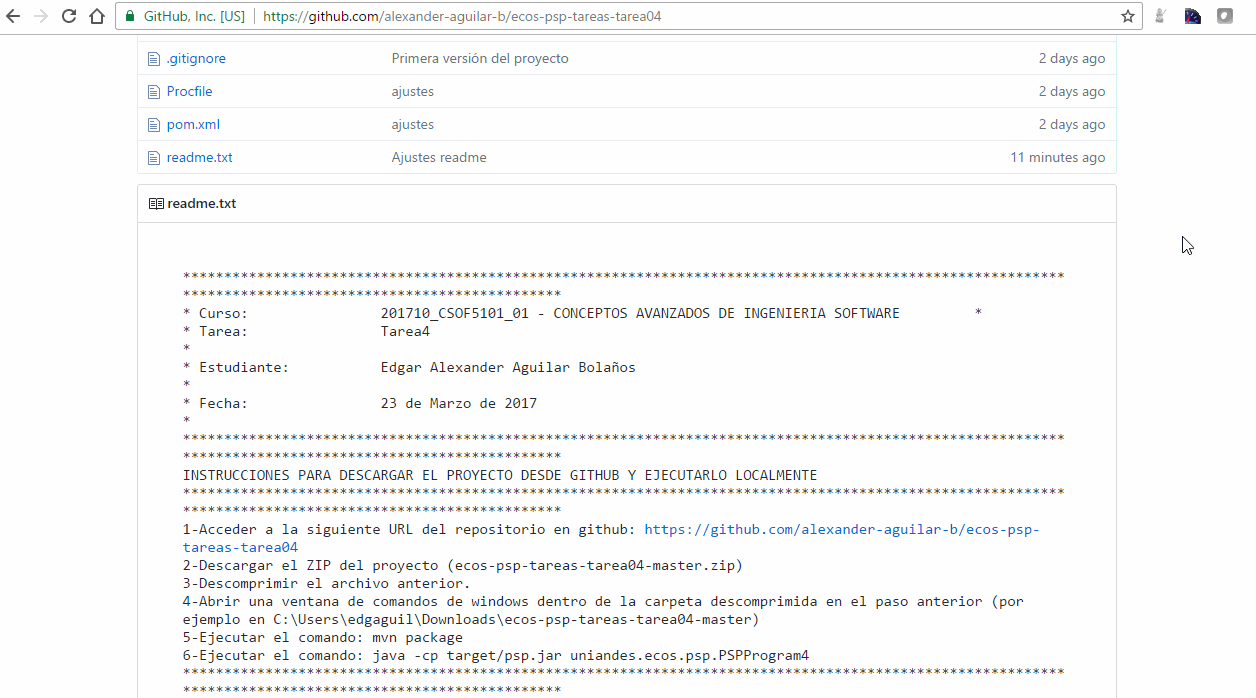 GitHub, Inc. [US] https://github.com/alexander-aguilar-b/ecos-psp-tareas-tarea04
.gitignore Primera versión del proyecto 2 days ago
Procfile ajustes 2 days ago
pom.xml ajustes 2 days ago
readme.txt Ajustes readme 11 minutes ago
readme.txt
***********************************************************************************************************
**********************************************
* Curso: 201710_CSOF5101_01 - CONCEPTOS AVANZADOS DE INGENIERIA SOFTWARE *
* Tarea: Tarea4
*
* Estudiante: Edgar Alexander Aguilar Bolaños
*
* Fecha: 23 de Marzo de 2017
*
***********************************************************************************************************
**********************************************
INSTRUCCIONES PARA DESCARGAR EL PROYECTO DESDE GITHUB Y EJECUTARLO LOCALMENTE
***********************************************************************************************************
**********************************************
1-Acceder a la siguiente URL del repositorio en github: https://github.com/alexander-aguilar-b/ecos-psp-
tareas-tarea04
2-Descargar el ZIP del proyecto (ecos-psp-tareas-tarea04-master.zip)
3-Descomprimir el archivo anterior.
4-Abrir una ventana de comandos de windows dentro de la carpeta descomprimida en el paso anterior (por
ejemplo en C:\Users\edgaguil\Downloads\ecos-psp-tareas-tarea04-master)
5-Ejecutar el comando: mvn package
6-Ejecutar el comando: java -cp target/psp.jar uniandes.ecos.psp.PSPProgram4
***********************************************************************************************************
**********************************************